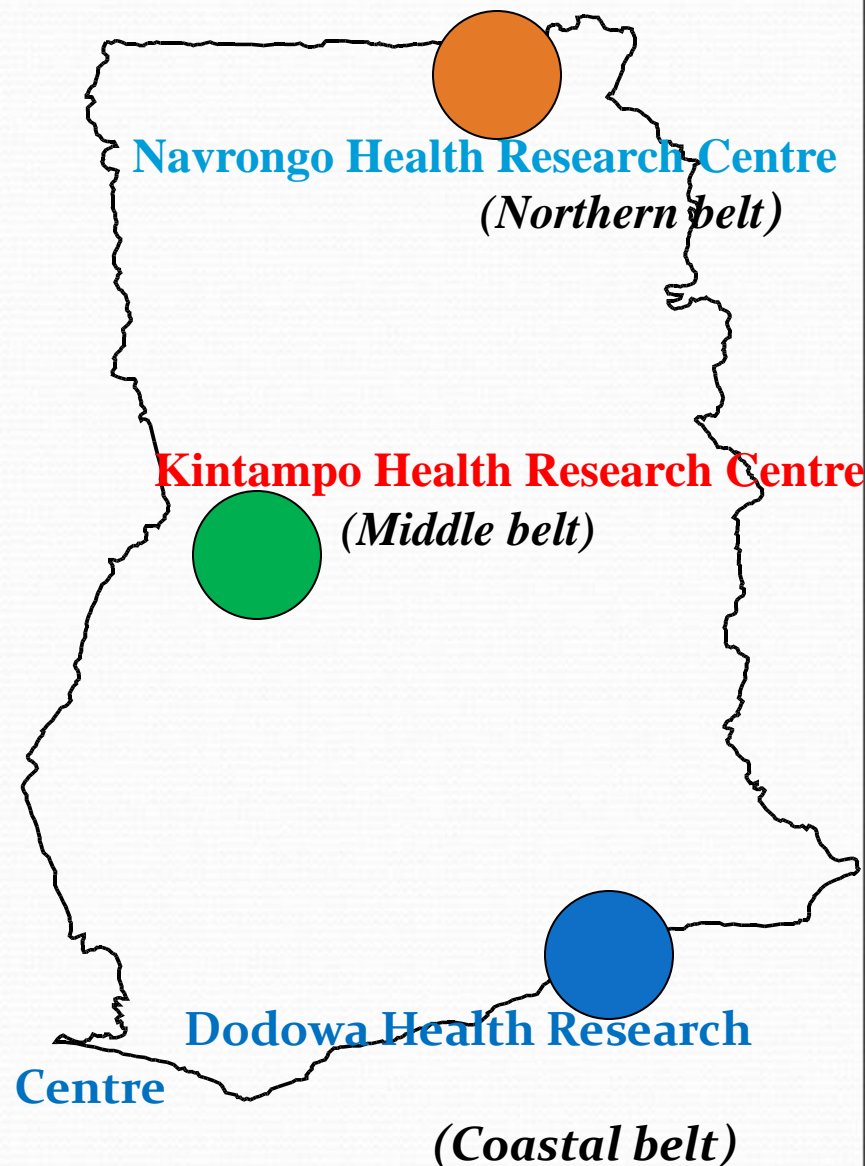 Navrongo Health Research Centre
(Northern belt)
Kintampo Health Research Centre
(Middle belt)
Dodowa Health Research
Centre
(Coastal belt)